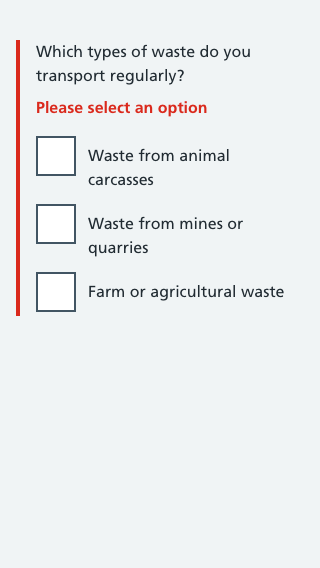 Which types of waste do you
transport regularly?
Please select an option
Waste from animal
carcasses
Waste from mines or
quarries
Farm or agricultural waste